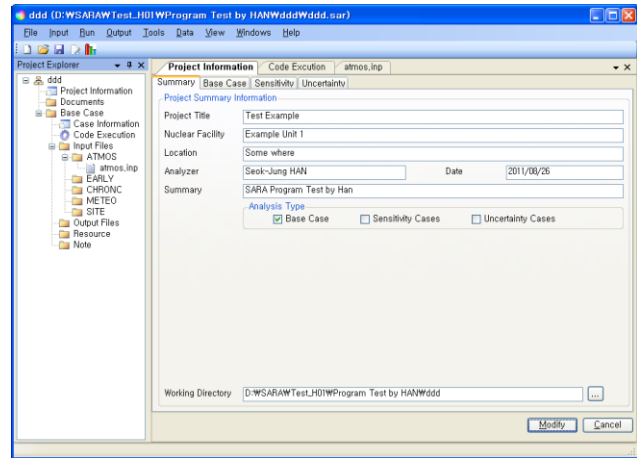 ddd (D:₩SARA₩Test_H01₩Program Test by HAN₩ddd₩ddd.sar)
File Input Run Output Tools Data View Windows Help
Project Explorer
Project Information Code Excution atmos.inp
Summary Base Case Sensitivity Uncertainty
ddd
Project Information
Documents
Base Case
Case Information
Code Execution
Input Files
ATMOS
atmos.inp
EARLY
CHRONC
METEO
SITE
Output Files
Resource
Note
Project Summary Information
Project Title Test Example
Nuclear Facility Example Unit 1
Location Some where
Analyzer Seok-Jung HAN Date 2011/08/26
Summary SARA Program Test by Han
Analysis Type
Base Case Sensitivity Cases Uncertainty Cases
Working Directory D:₩SARA₩Test_H01₩Program Test by HAN₩ddd ...
Modify Cancel